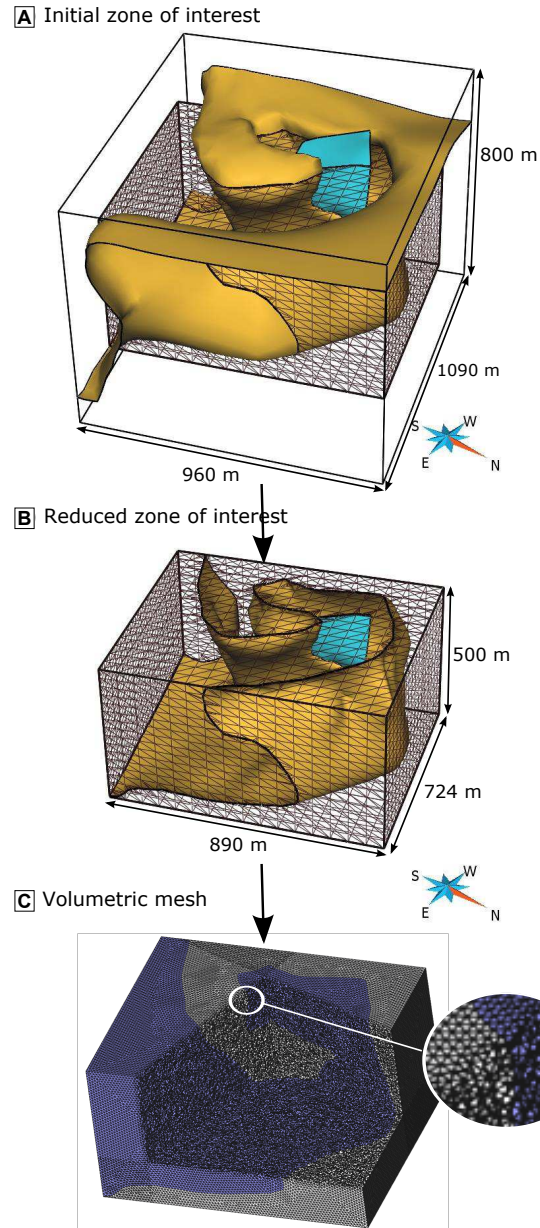 A Initial zone of interest
800 m
1090 m
960 m
S W
E N
B Reduced zone of interest
500 m
724 m
890 m
S W
E N
C Volumetric mesh